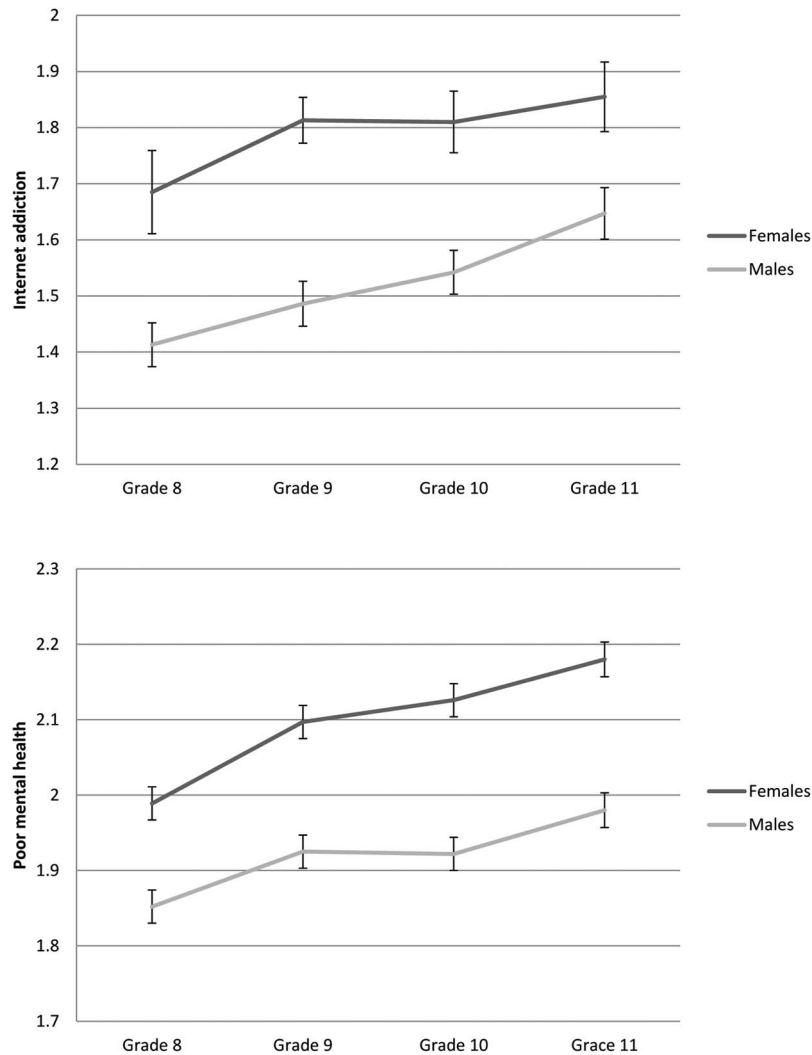 2
1.9
1.8
1.7
1.6
1.5
1.4
1.3
1.2
Internet addiction
Grade 8 Grade 9 Grade 10 Grade 11
Females
Males
2.3
2.2
2.1
2
1.9
1.8
1.7
Poor mental health
Grade 8 Grade 9 Grade 10 Grace 11
Females
Males